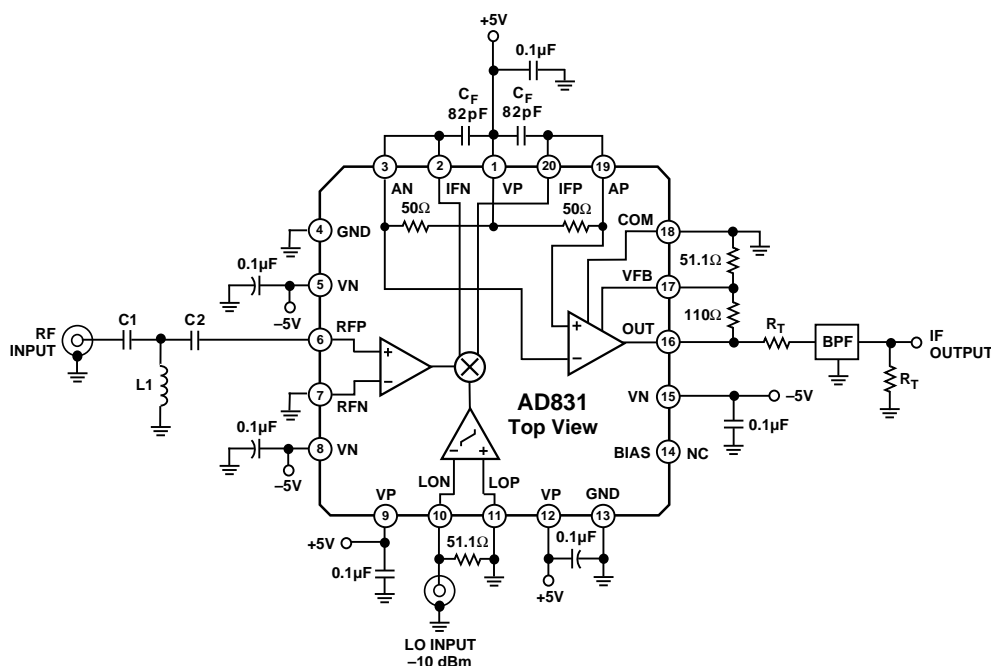 +5V
0.1µF
C_F
82pF
C_F
82pF
3
2
1
20
19
AN
IFN
VP
IFP
AP
50Ω
50Ω
COM
18
4
GND
51.1Ω
0.1µF
VFB
17
5
VN
–5V
110Ω
C1
C2
OUT
16
R_T
BPF
IF
OUTPUT
RF
INPUT
6
RFP
+
–
+
–
L1
R_T
7
RFN
AD831
Top View
VN
15
–5V
0.1µF
0.1µF
8
VN
–5V
–
+
BIAS
14
NC
LON
LOP
VP
9
10
11
VP
12
GND
13
51.1Ω
+5V
0.1µF
0.1µF
+5V
LO INPUT
–10 dBm